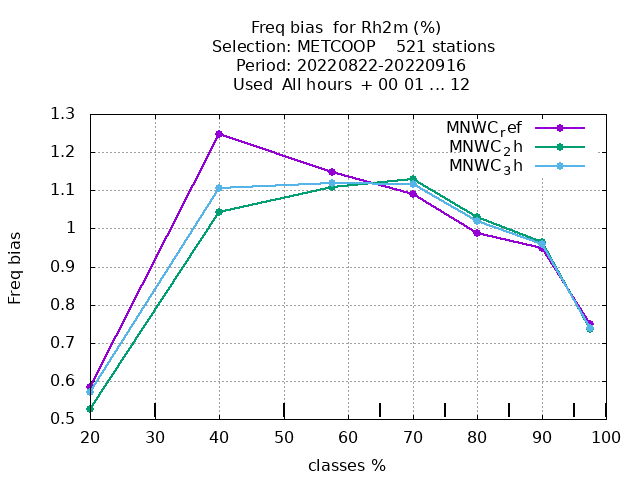 Freq bias  for Rh2m (%)
Selection: METCOOP    521 stations
Period: 20220822-20220916
Used  All hours  + 00 01 ... 12
MNWC_ref
MNWC_2h
MNWC_3h
1.3
1.2
1.1
1
0.9
0.8
0.7
0.6
0.5
Freq bias
20 30 40 50 60 70 80 90 100
classes %